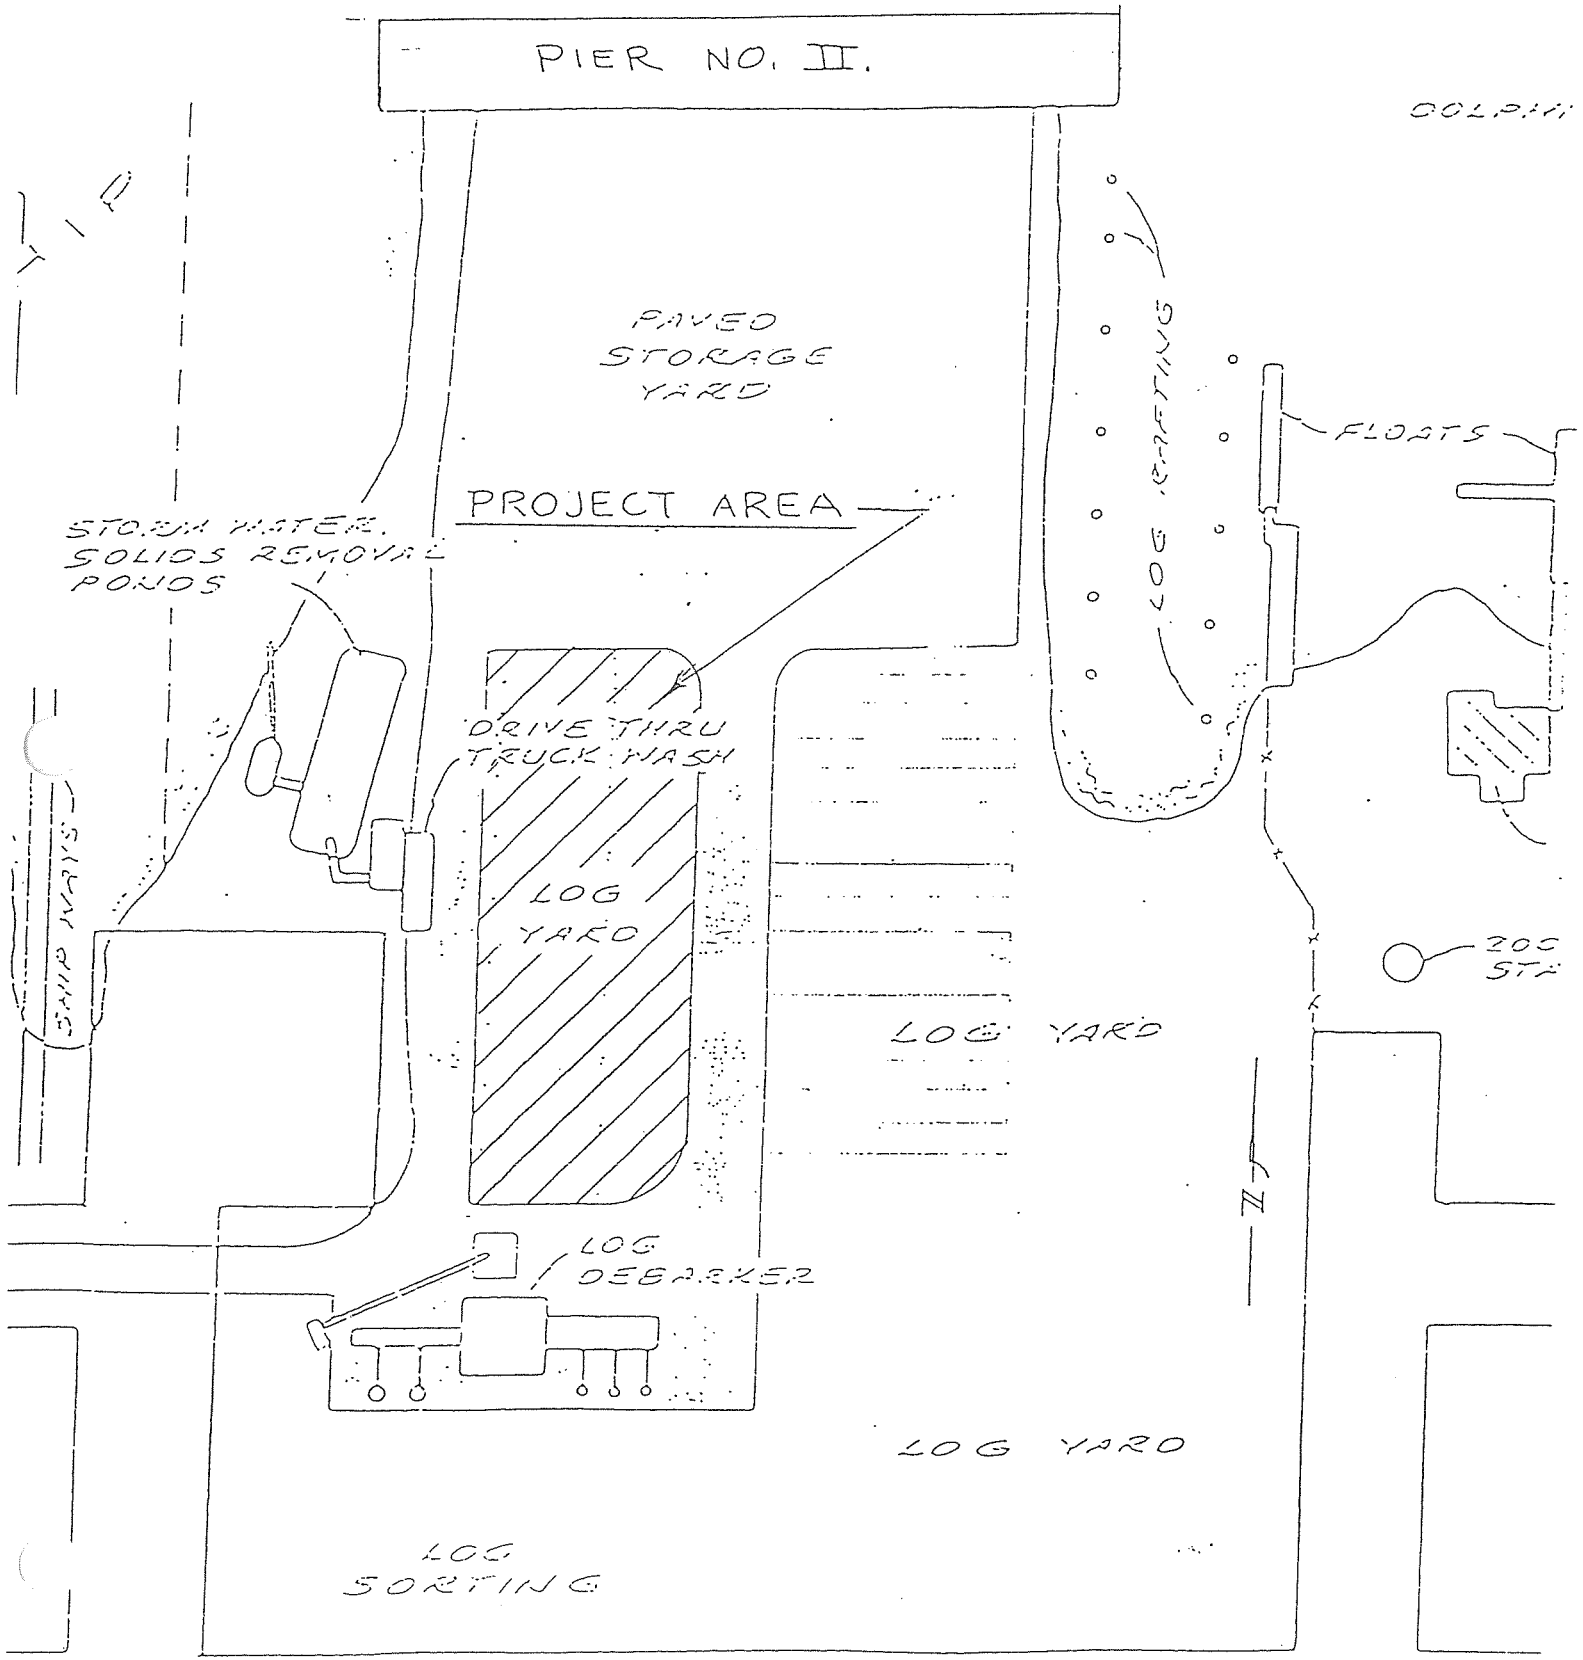 PIER NO. II.
PAVED
STORAGE
YARD
LOG RAFTING
FLOATS
PROJECT AREA
STORM WATER.
SOLIDS REMOVAL
PONDS
DRIVE THRU
TRUCK WASH
SHIP WAYS
LOG
YARD
LOG YARD
N
LOG
DEBARKER
LOG YARD
LOG
SORTING